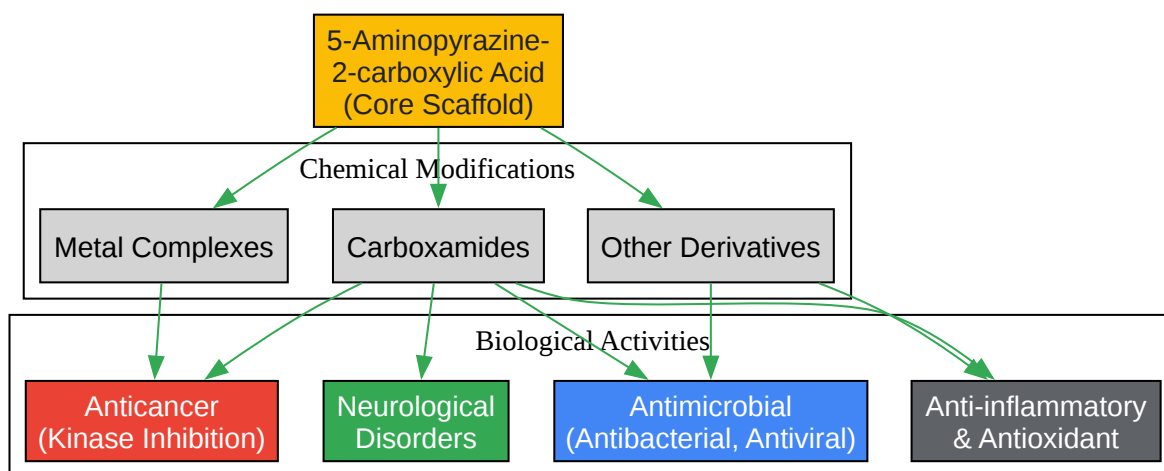 5-Aminopyrazine-
2-carboxylic Acid
(Core Scaffold)
Chemical Modifications
Metal Complexes
Carboxamides
Other Derivatives
Biological Activities
Anticancer
(Kinase Inhibition)
Neurological
Disorders
Antimicrobial
(Antibacterial, Antiviral)
Anti-inflammatory
& Antioxidant